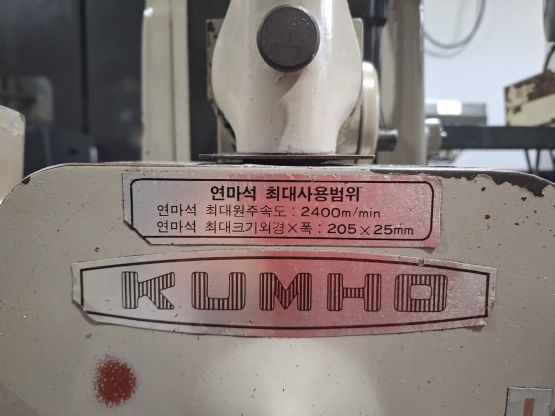 연마석 최대사용범위
연마석 최대원주속도 : 2400m/min
연마석 최대크기외경×폭 : 205×25mm
KUMHO